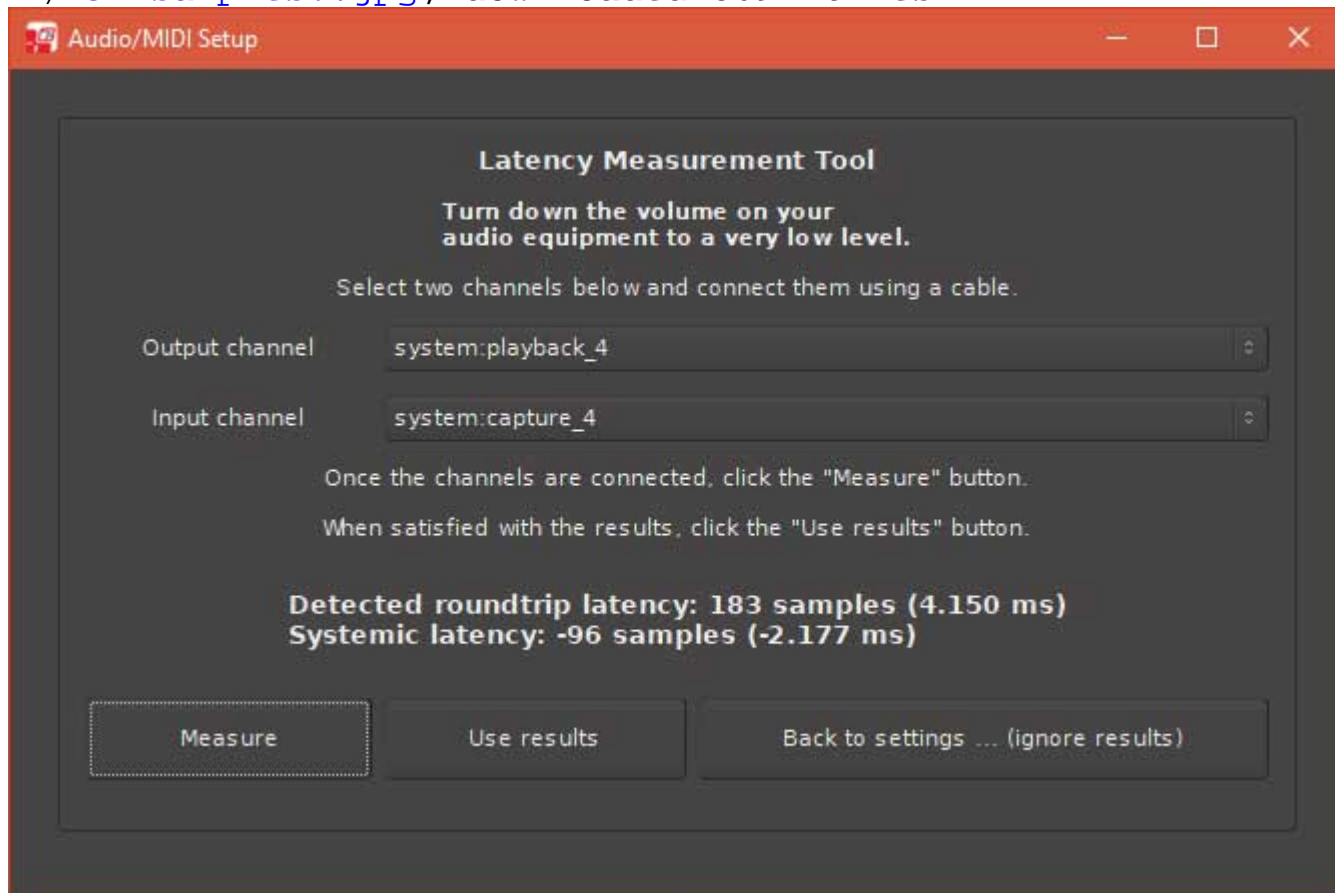 Audio/MIDI Setup
Latency Measurement Tool
Turn down the volume on your
audio equipment to a very low level.
Select two channels below and connect them using a cable.
Output channel system:playback_4
Input channel system:capture_4
Once the channels are connected, click the "Measure" button.
When satisfied with the results, click the "Use results" button.
Detected roundtrip latency: 183 samples (4.150 ms)
Systemic latency: -96 samples (-2.177 ms)
Measure Use results Back to settings ... (ignore results)